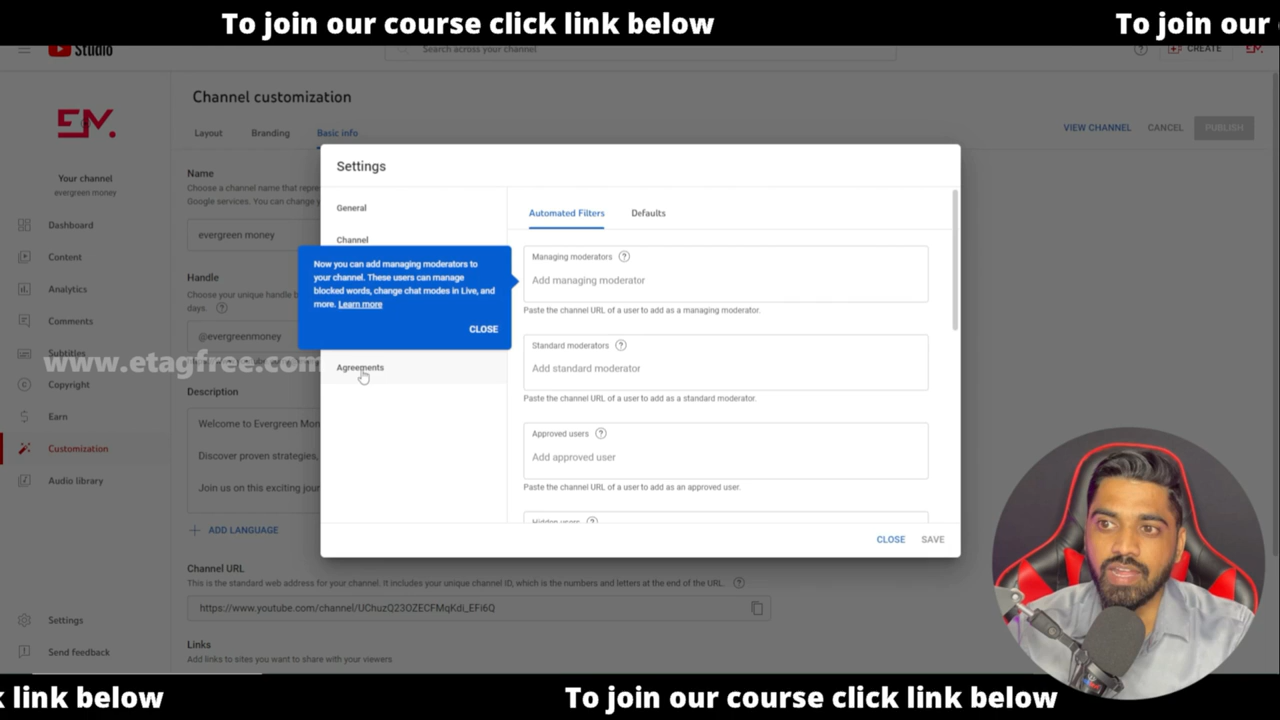 To join our course click link below
To join our
Studio
Search across your channel
CREATE
Channel customization
Layout
Branding
Basic info
VIEW CHANNEL
CANCEL
PUBLISH
EM.
Your channel
evergreen money
Dashboard
Content
Analytics
Comments
Subtitles
Copyright
Earn
Customization
Audio library
Settings
Send feedback
Name
Choose a channel name that repre
Google services. You can change y
evergreen money
Handle
Choose your unique handle b
days.
@evergreenmoney
www.etagfree.com
Description
Welcome to Evergreen Mon
Discover proven strategies,
Join us on this exciting jour
ADD LANGUAGE
Channel URL
This is the standard web address for your channel. It includes your unique channel ID, which is the numbers and letters at the end of the URL.
https://www.youtube.com/channel/UChuzQ23OZECFMqKdi_EFi6Q
Links
Add links to sites you want to share with your viewers
Settings
General
Channel
Now you can add managing moderators to
your channel. These users can manage
blocked words, change chat modes in Live, and
more. Learn more
CLOSE
Agreements
Automated Filters
Defaults
Managing moderators
Add managing moderator
Paste the channel URL of a user to add as a managing moderator.
Standard moderators
Add standard moderator
Paste the channel URL of a user to add as a standard moderator.
Approved users
Add approved user
Paste the channel URL of a user to add as an approved user.
Hidden users
CLOSE
SAVE
k link below
To join our course click link below